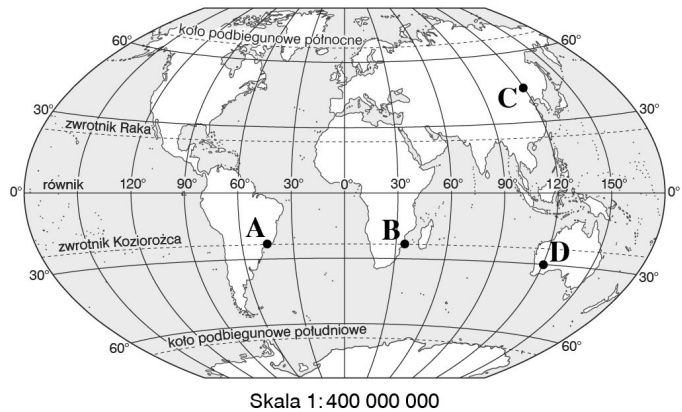 koło podbiegunowe północne
60° 60°
C
30° 30°
zwrotnik Raka
0° równik 120° 90° 60° 30° 0° 30° 60° 90° 120° 150° 0°
A B
zwrotnik Koziorożca
D
30° 30°
koło podbiegunowe południowe
60° 60°
Skala 1:400 000 000